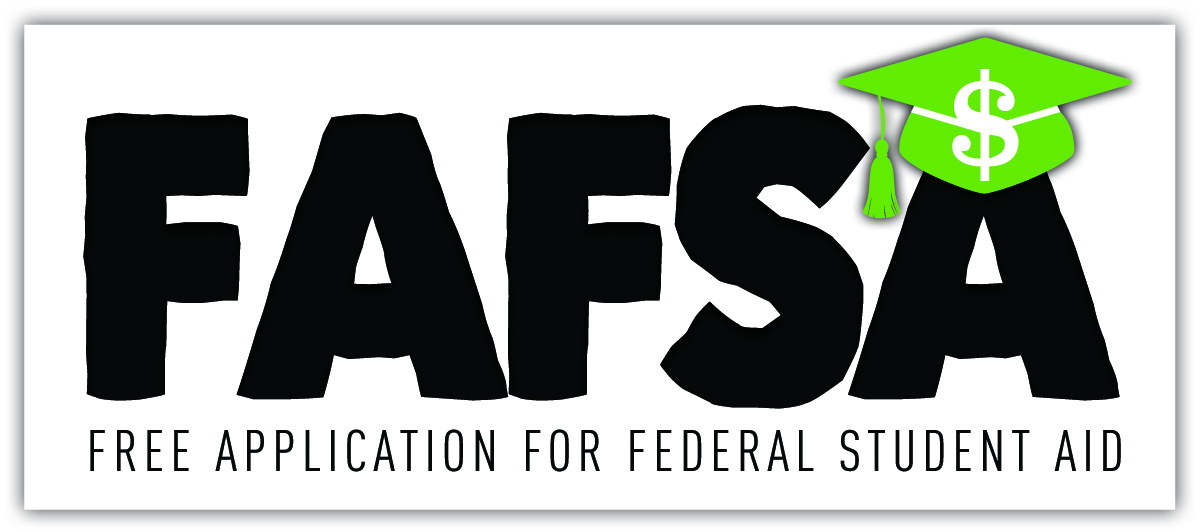 FAFSA
$
FREE APPLICATION FOR FEDERAL STUDENT AID